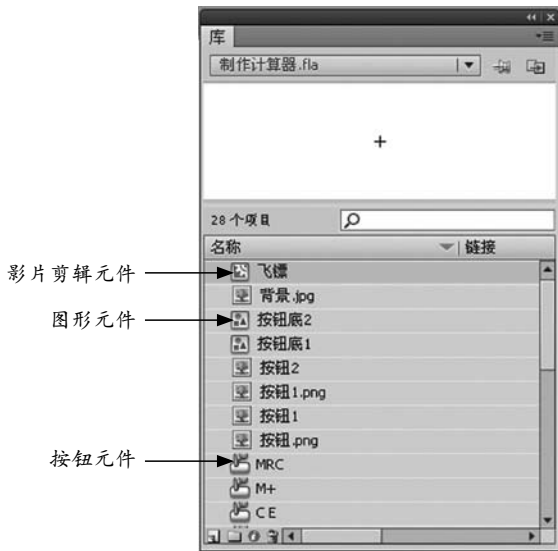 库
制作计算器.fla
28个项目
名称 链接
影片剪辑元件
飞镖
背景.jpg
图形元件
按钮底2
按钮底1
按钮2
按钮1.png
按钮1
按钮.png
按钮元件
MRC
M+
CE